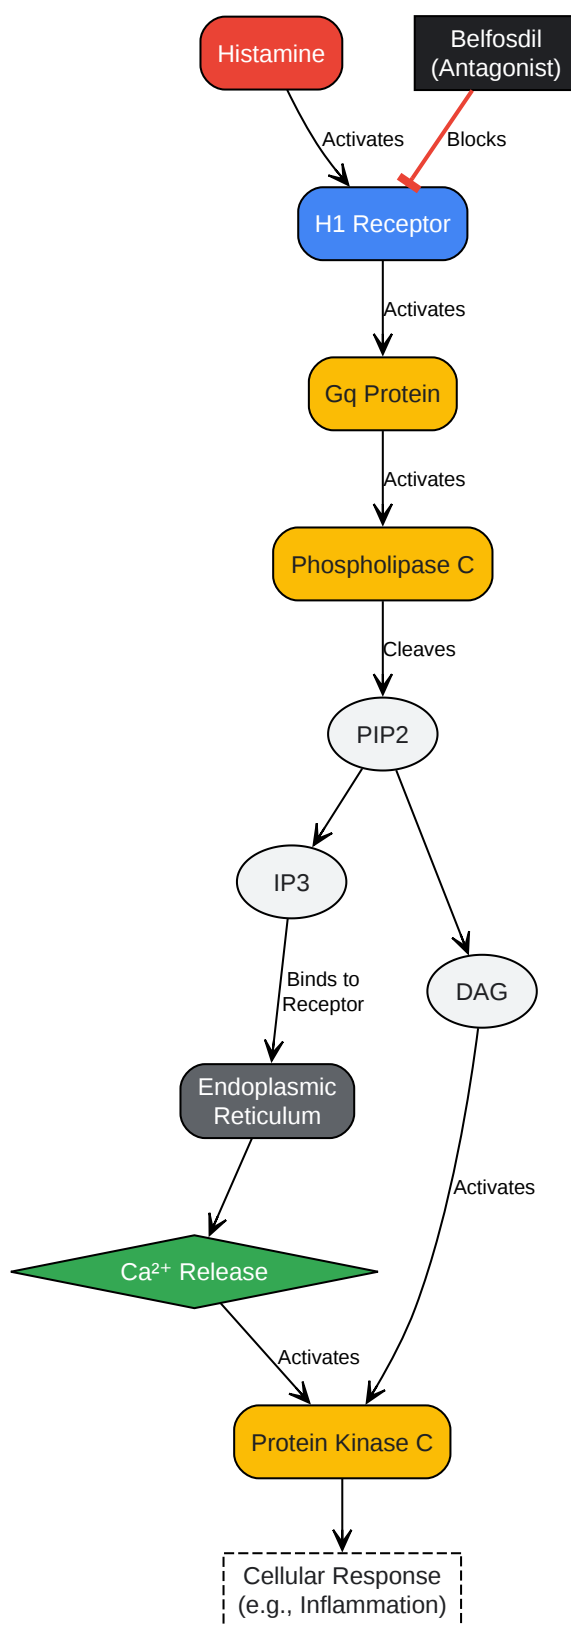 Histamine
Belfosdil
(Antagonist)
Activates
Blocks
H1 Receptor
Activates
Gq Protein
Activates
Phospholipase C
Cleaves
PIP2
IP3
Binds to
Receptor
DAG
Endoplasmic
Reticulum
Activates
Ca²⁺ Release
Activates
Protein Kinase C
Cellular Response
(e.g., Inflammation)